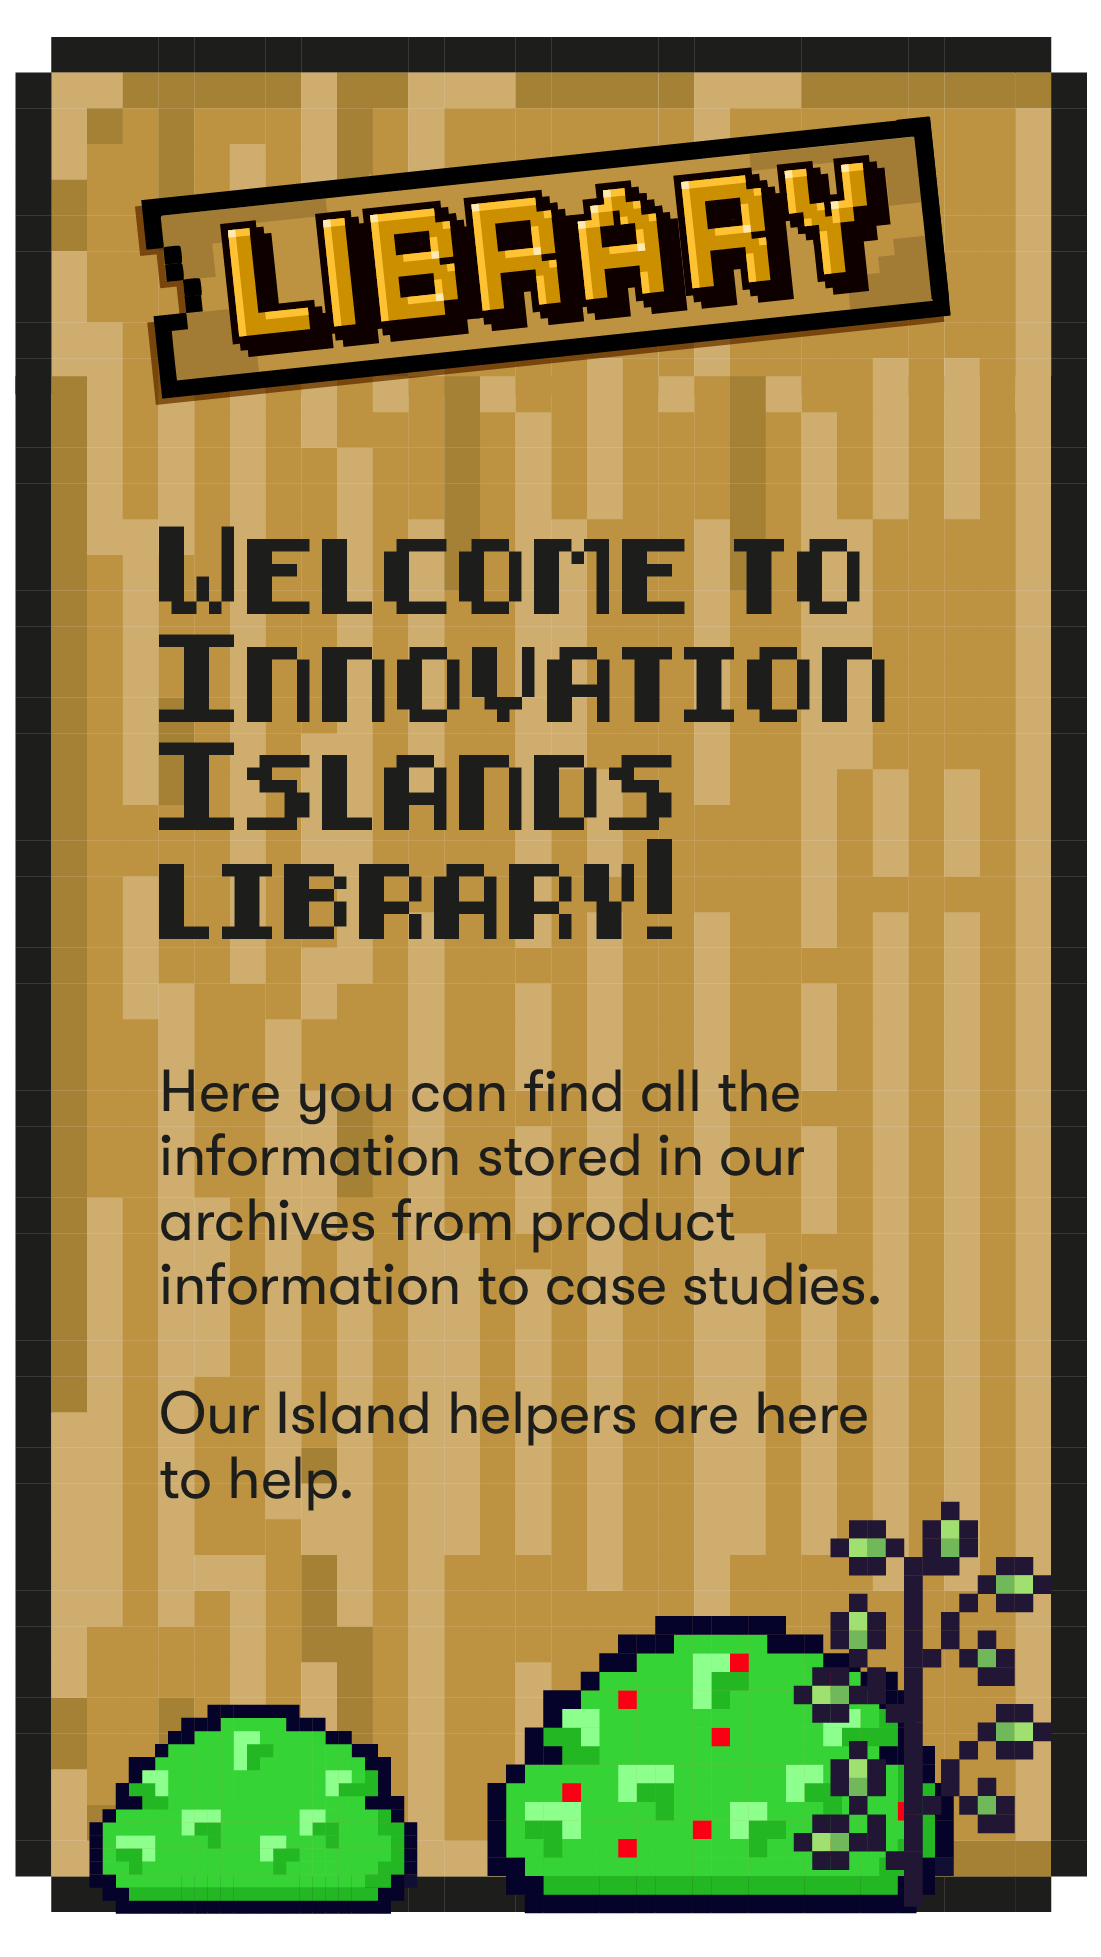 LIBRARY
Welcome to
Innovation
Islands
library!
Here you can find all the
information stored in our
archives from product
information to case studies.
Our Island helpers are here
to help.